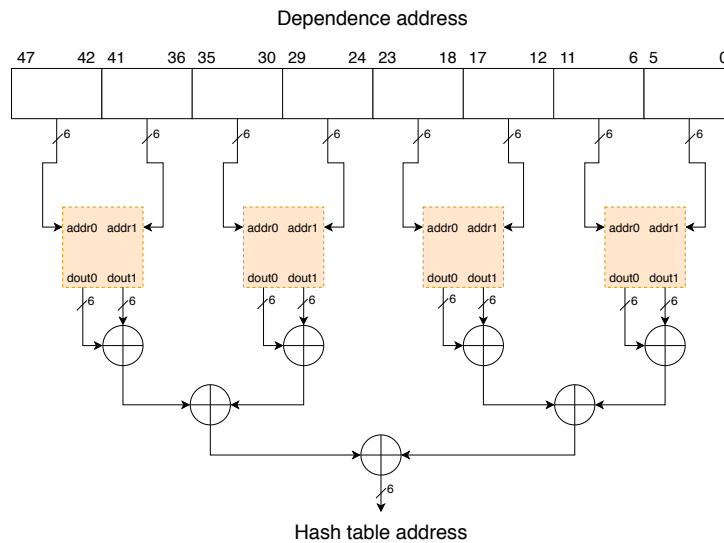 Dependence address
47 42 41 36 35 30 29 24 23 18 17 12 11 6 5 0
6 6 6 6 6 6 6 6
addr0 addr1 addr0 addr1 addr0 addr1 addr0 addr1
dout0 dout1 dout0 dout1 dout0 dout1 dout0 dout1
6 6 6 6 6 6 6 6
6
Hash table address